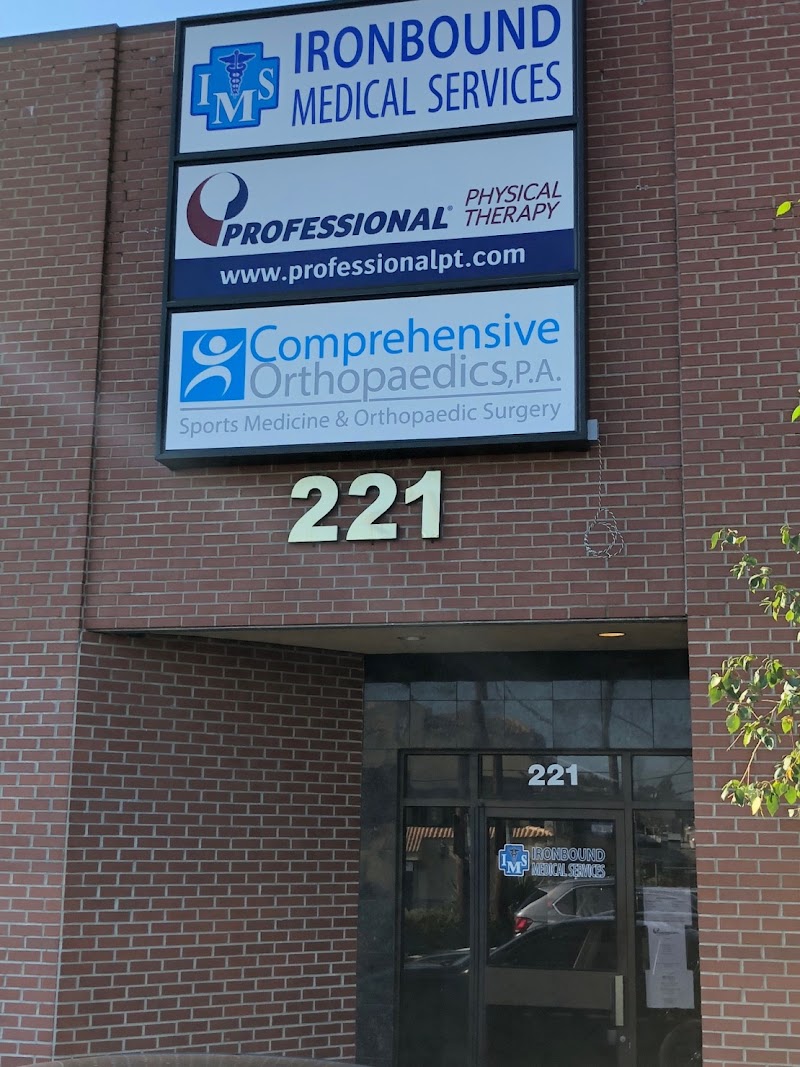 IMS
IRONBOUND
MEDICAL SERVICES
PROFESSIONAL®
PHYSICAL
THERAPY
www.professionalpt.com
Comprehensive
Orthopaedics, P.A.
Sports Medicine & Orthopaedic Surgery
221
221
IMS
IRONBOUND
MEDICAL SERVICES